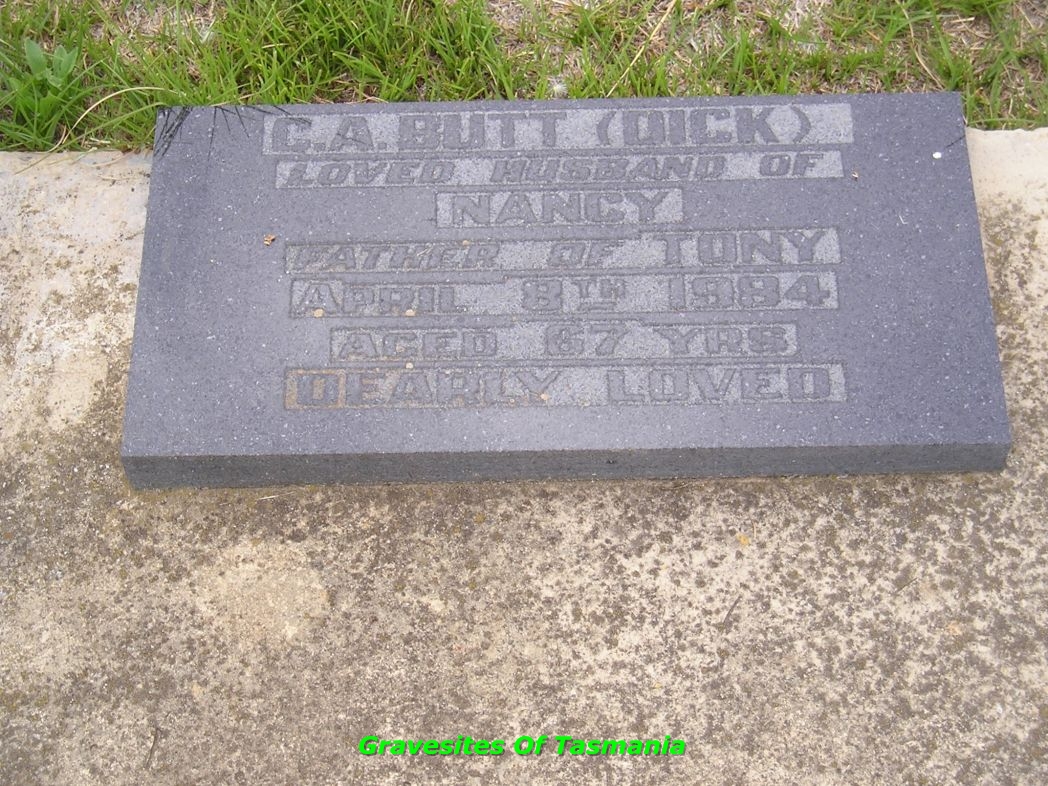 C.A. BUTT (DICK)
LOVED HUSBAND OF
NANCY
FATHER OF TONY
APRIL 8TH 1984
AGED 67 YRS
DEARLY LOVED
Gravesites Of Tasmania